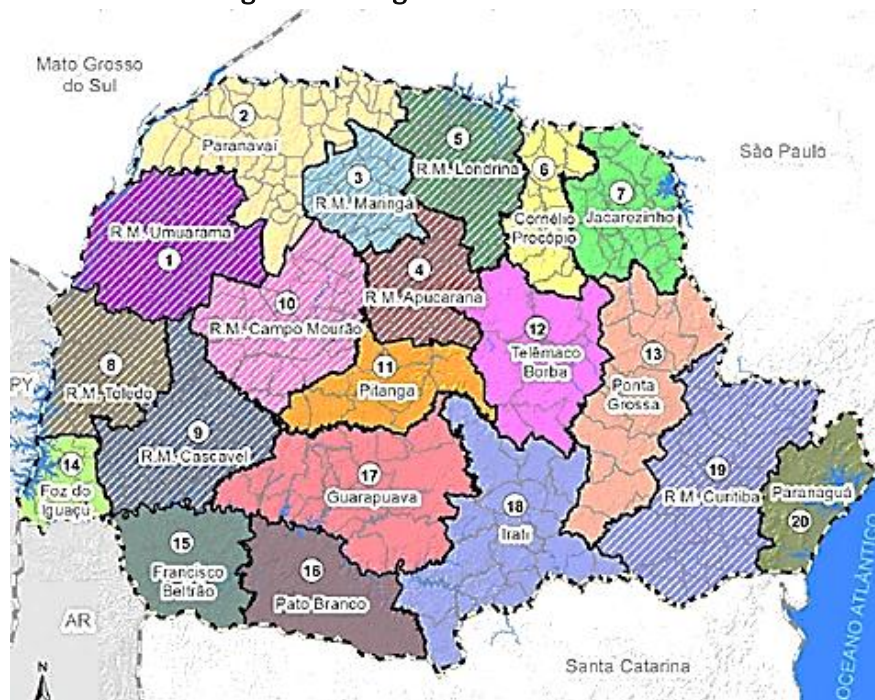 Mato Grosso
do Sul
São Paulo
2
Paranavaí
5
R.M. Londrina
6
Cornélio
Procópio
7
Jacarezinho
3
R.M. Maringá
R.M. Umuarama
1
4
R.M. Apucarana
10
R.M. Campo Mourão
12
Telêmaco
Borba
13
Ponta
Grossa
8
R.M. Toledo
PY
11
Pitanga
9
R.M. Cascavel
14
Foz do
Iguaçu
17
Guarapuava
18
Irati
19
R.M. Curitiba
Paranaguá
20
15
Francisco
Beltrão
16
Pato Branco
AR
Santa Catarina
OCEANO ATLÂNTICO
N